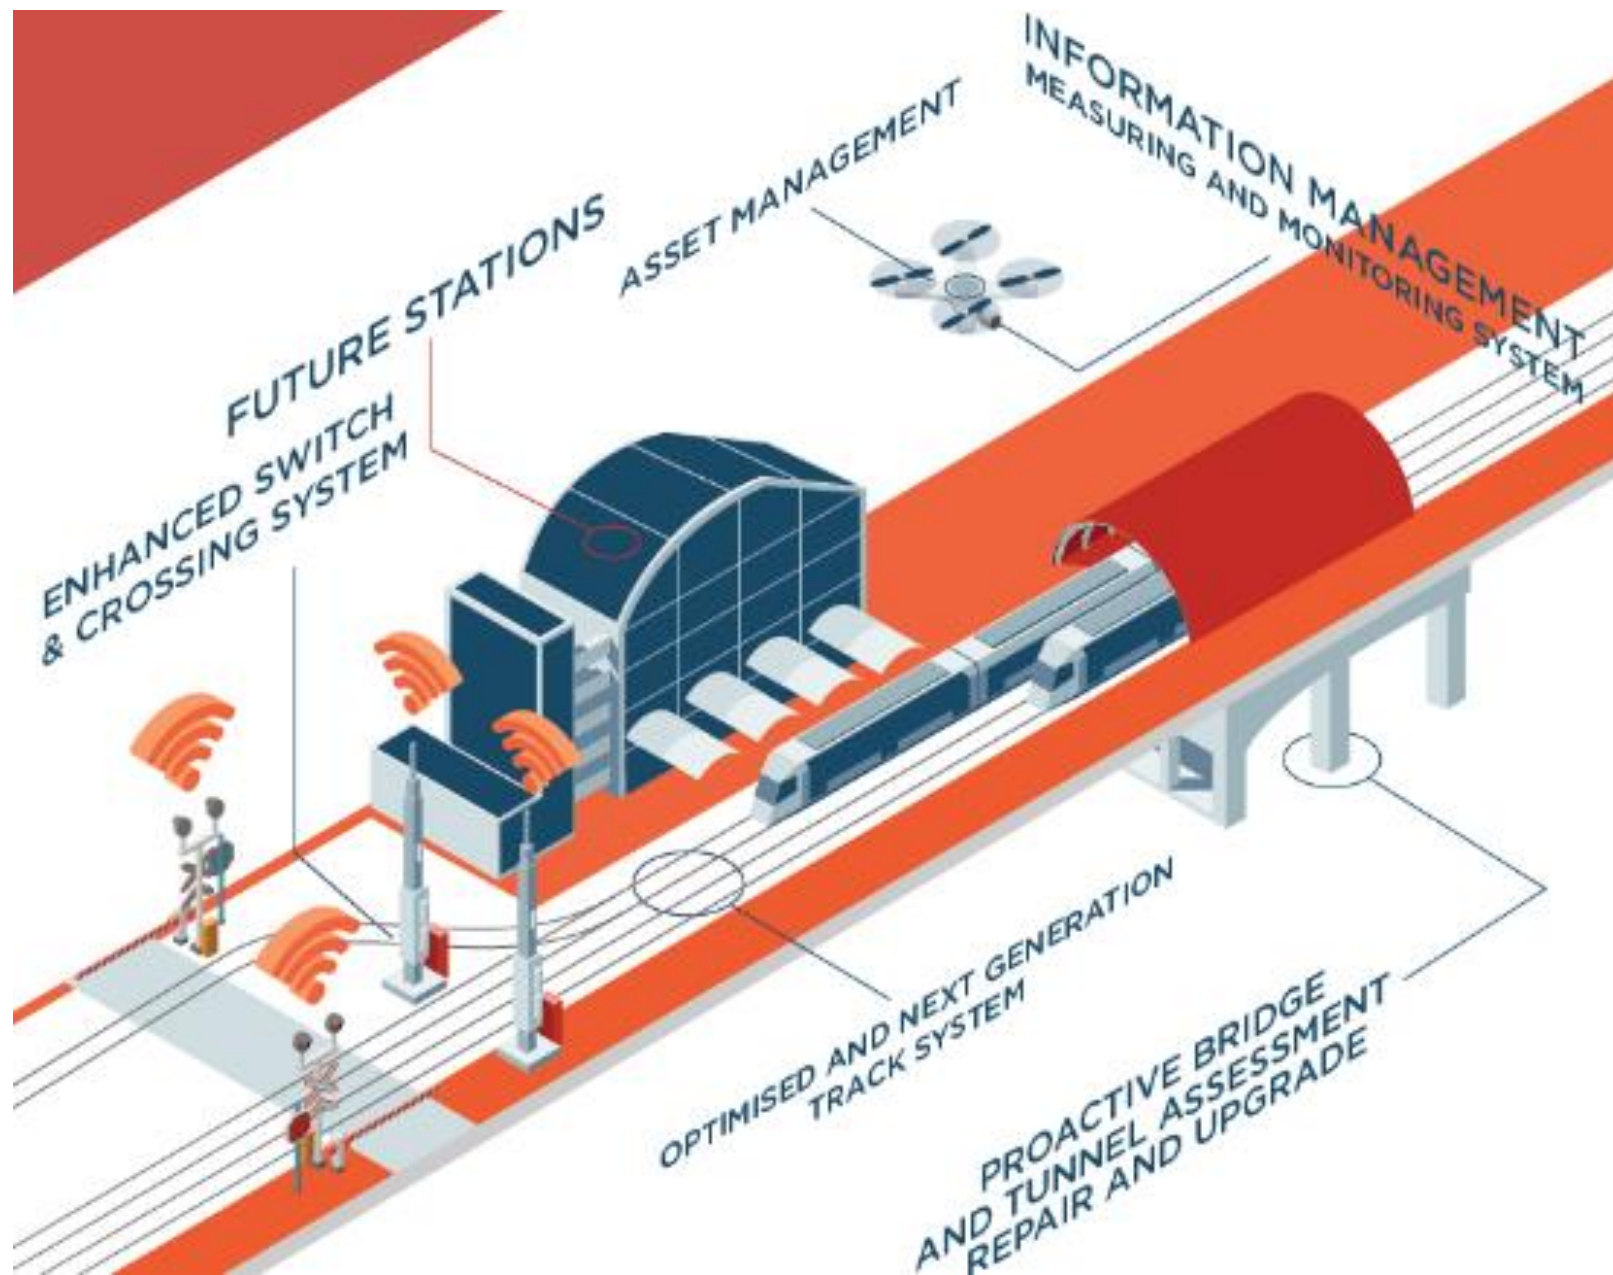 INFORMATION MANAGEMENT
MEASURING AND MONITORING SYSTEM
ASSET MANAGEMENT
FUTURE STATIONS
ENHANCED SWITCH
& CROSSING SYSTEM
OPTIMISED AND NEXT GENERATION
TRACK SYSTEM
PROACTIVE BRIDGE
AND TUNNEL ASSESSMENT
REPAIR AND UPGRADE